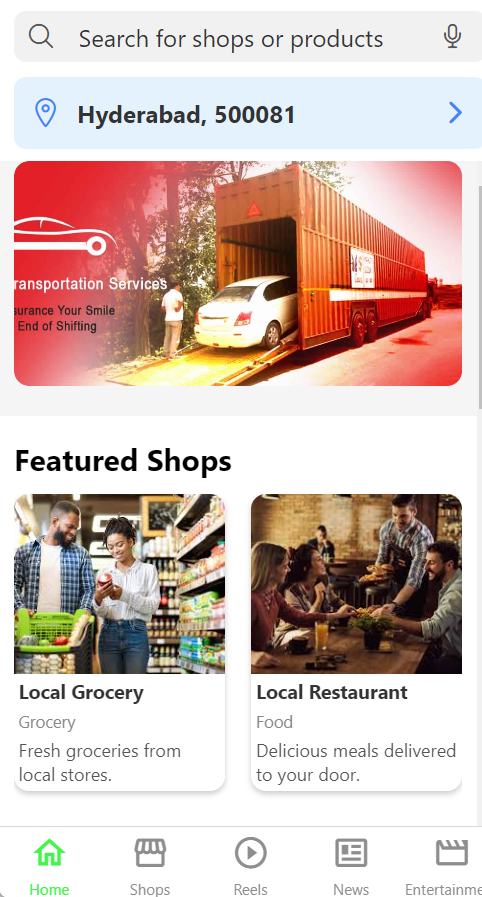 Search for shops or products
Hyderabad, 500081
ransportation Services
surance Your Smile
End of Shifting
Featured Shops
Local Grocery
Grocery
Fresh groceries from
local stores.
Local Restaurant
Food
Delicious meals delivered
to your door.
Home
Shops
Reels
News
Entertainme